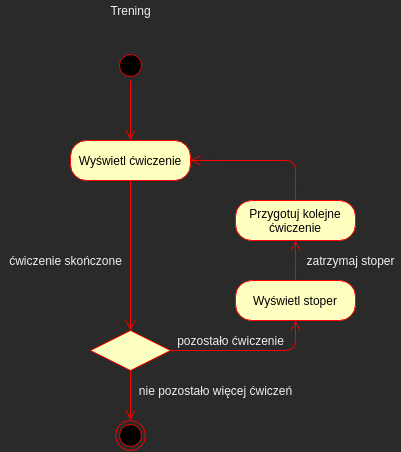 Trening
Wyświetl ćwiczenie
Przygotuj kolejne
ćwiczenie
ćwiczenie skończone
zatrzymaj stoper
Wyświetl stoper
pozostało ćwiczenie
nie pozostało więcej ćwiczeń